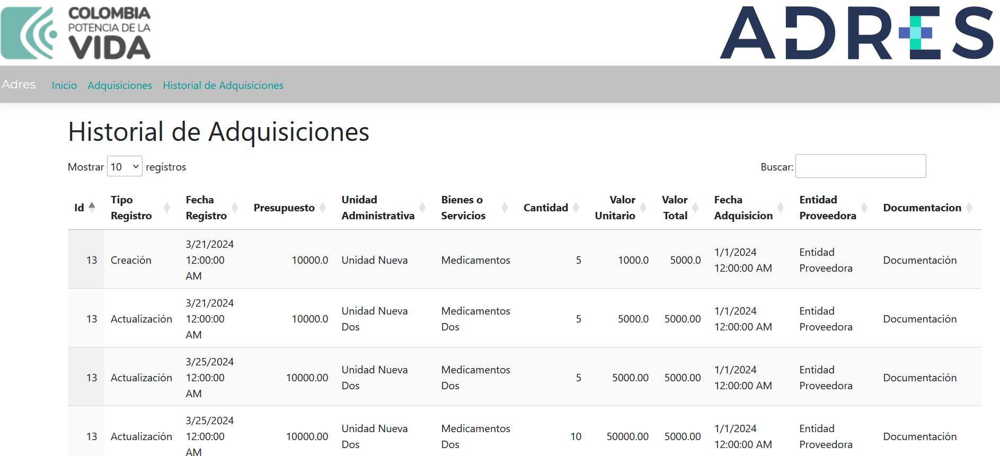 COLOMBIA
POTENCIA DE LA
VIDA
ADRES
Adres Inicio Adquisiciones Historial de Adquisiciones
Historial de Adquisiciones
Mostrar 10 registros
Buscar:
Id Tipo Registro Fecha Registro Presupuesto Unidad Administrativa Bienes o Servicios Cantidad Valor Unitario Valor Total Fecha Adquisicion Entidad Proveedora Documentacion
13 Creación 3/21/2024 12:00:00 AM 10000.0 Unidad Nueva Medicamentos 5 1000.0 5000.0 1/1/2024 12:00:00 AM Entidad Proveedora Documentación
13 Actualización 3/21/2024 12:00:00 AM 10000.0 Unidad Nueva Dos Medicamentos Dos 5 5000.0 5000.00 1/1/2024 12:00:00 AM Entidad Proveedora Documentación
13 Actualización 3/25/2024 12:00:00 AM 10000.00 Unidad Nueva Dos Medicamentos Dos 5 5000.00 5000.00 1/1/2024 12:00:00 AM Entidad Proveedora Documentación
13 Actualización 3/25/2024 12:00:00 AM 10000.00 Unidad Nueva Dos Medicamentos Dos 10 50000.00 5000.00 1/1/2024 12:00:00 AM Entidad Proveedora Documentación